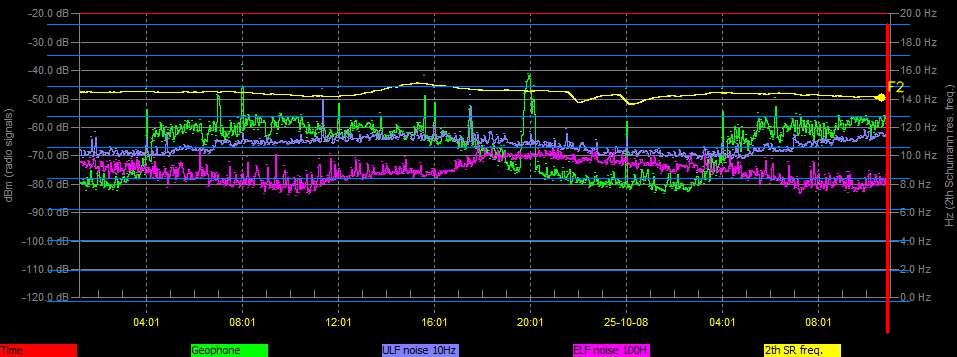 -20.0 dB 20.0 Hz
-30.0 dB 18.0 Hz
-40.0 dB 16.0 Hz
F2
-50.0 dB 14.0 Hz
-60.0 dB 12.0 Hz
-70.0 dB 10.0 Hz
-80.0 dB 8.0 Hz
-90.0 dB 6.0 Hz
-100.0 dB 4.0 Hz
-110.0 dB 2.0 Hz
-120.0 dB 0.0 Hz
dBm (radio signals)
Hz (2th Schumann res. freq.)
04:01 08:01 12:01 16:01 20:01 25-10-08 04:01 08:01
Time Geophone ULF noise 10Hz ELF noise 100H 2th SR freq.